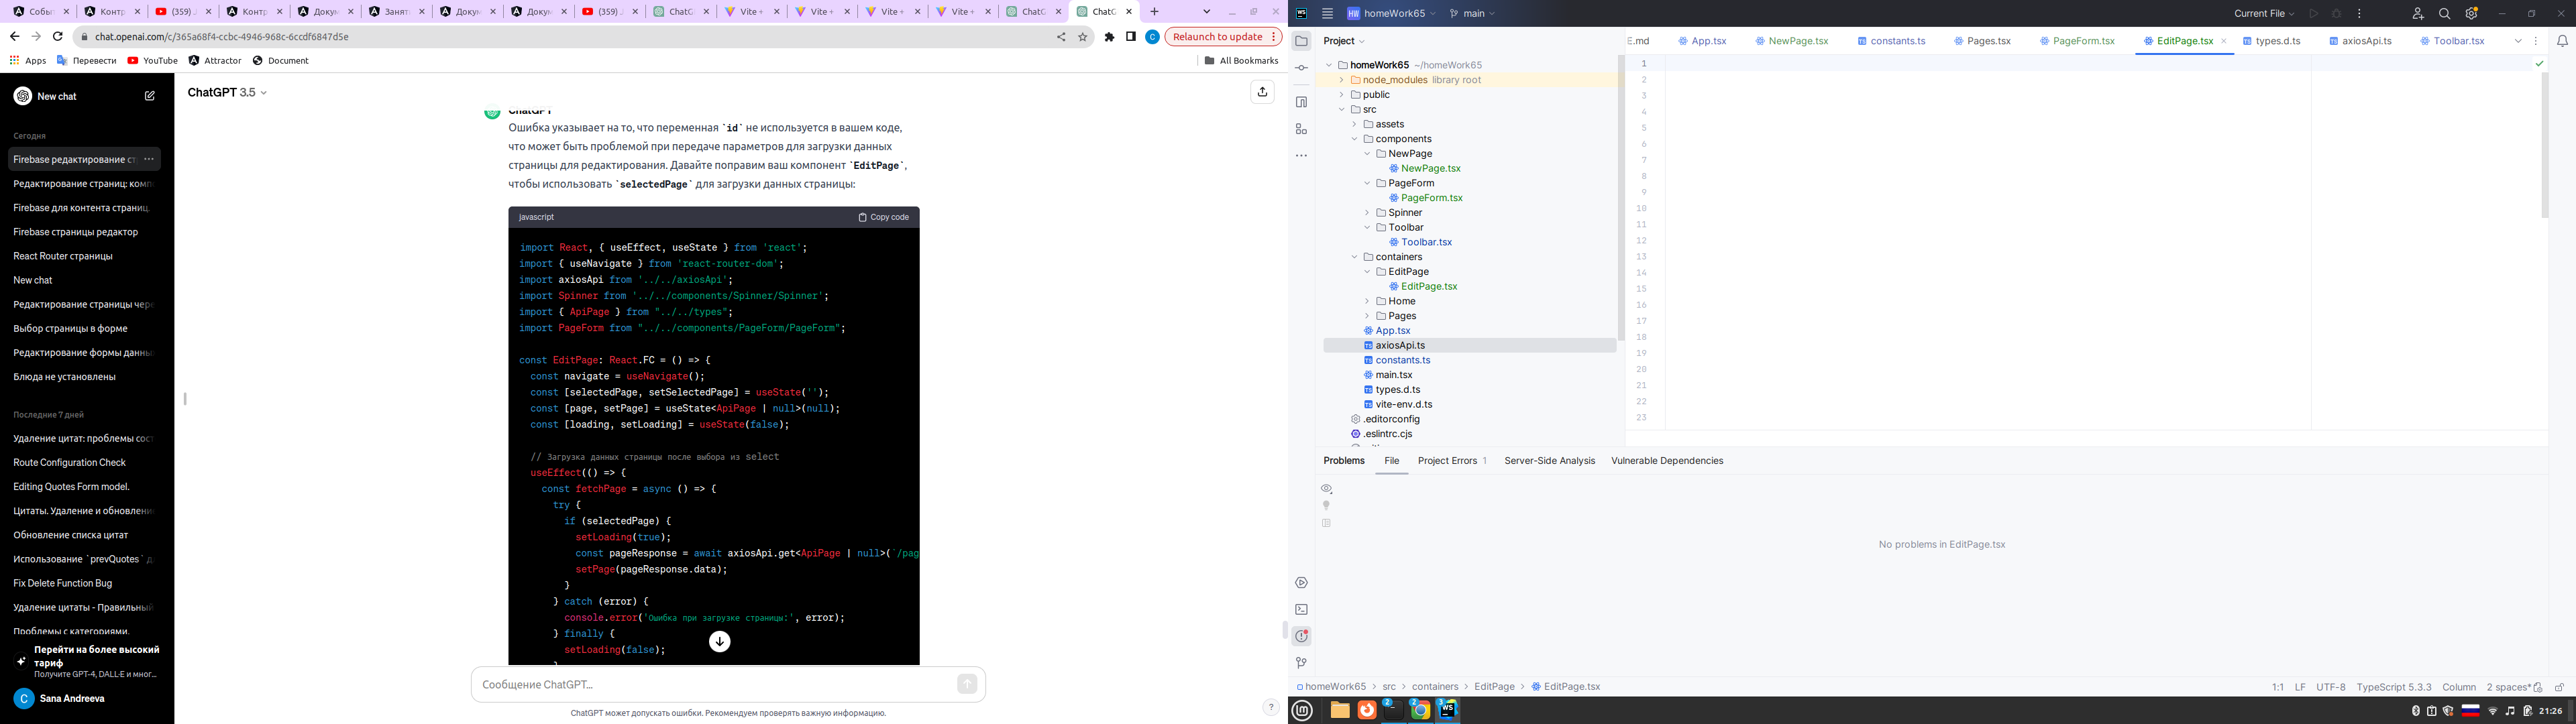 Событ
Контр
(359) J
Контр
Докум
Занят
Докум
Докум
(359) J
ChatG
Vite +
Vite +
Vite +
Vite +
ChatG
ChatG
chat.openai.com/c/365a68f4-ccbc-4946-968c-6ccdf6847d5e
C
Relaunch to update
Apps
Перевести
YouTube
Attractor
Document
All Bookmarks
New chat
Сегодня
Firebase редактирование ст
Редактирование страниц: комп
Firebase для контента страниц.
Firebase страницы редактор
React Router страницы
New chat
Редактирование страницы чере
Выбор страницы в форме
Редактирование формы данны
Блюда не установлены
Последние 7 дней
Удаление цитат: проблемы сост
Route Configuration Check
Editing Quotes Form model.
Цитаты. Удаление и обновлени
Обновление списка цитат
Использование `prevQuotes` д
Fix Delete Function Bug
Удаление цитаты - Правильный
Проблемы с категориями.
Перейти на более высокий
тариф
Получите GPT-4, DALL·E и мног...
C Sana Andreeva
ChatGPT 3.5
ChatGPT
Ошибка указывает на то, что переменная `id` не используется в вашем коде,
что может быть проблемой при передаче параметров для загрузки данных
страницы для редактирования. Давайте поправим ваш компонент `EditPage`,
чтобы использовать `selectedPage` для загрузки данных страницы:
javascript
Copy code
import React, { useEffect, useState } from 'react';
import { useNavigate } from 'react-router-dom';
import axiosApi from '../../axiosApi';
import Spinner from '../../components/Spinner/Spinner';
import { ApiPage } from "../../types";
import PageForm from "../../components/PageForm/PageForm";
const EditPage: React.FC = () => {
const navigate = useNavigate();
const [selectedPage, setSelectedPage] = useState('');
const [page, setPage] = useState<ApiPage | null>(null);
const [loading, setLoading] = useState(false);
// Загрузка данных страницы после выбора из select
useEffect(() => {
const fetchPage = async () => {
try {
if (selectedPage) {
setLoading(true);
const pageResponse = await axiosApi.get<ApiPage | null>(`/pag
setPage(pageResponse.data);
}
} catch (error) {
console.error('Ошибка при загрузке страницы:', error);
} finally {
setLoading(false);
}
Сообщение ChatGPT...
ChatGPT может допускать ошибки. Рекомендуем проверять важную информацию.
?
WS
HW homeWork65
main
Current File
Project
homeWork65 ~/homeWork65
node_modules library root
public
src
assets
components
NewPage
NewPage.tsx
PageForm
PageForm.tsx
Spinner
Toolbar
Toolbar.tsx
containers
EditPage
EditPage.tsx
Home
Pages
App.tsx
axiosApi.ts
constants.ts
main.tsx
types.d.ts
vite-env.d.ts
.editorconfig
.eslintrc.cjs
E.md
App.tsx
NewPage.tsx
constants.ts
Pages.tsx
PageForm.tsx
EditPage.tsx
types.d.ts
axiosApi.ts
Toolbar.tsx
1
2
3
4
5
6
7
8
9
10
11
12
13
14
15
16
17
18
19
20
21
22
23
Problems
File
Project Errors 1
Server-Side Analysis
Vulnerable Dependencies
No problems in EditPage.tsx
homeWork65 > src > containers > EditPage > EditPage.tsx
1:1
LF
UTF-8
TypeScript 5.3.3
Column
2 spaces*
2
2
3
WS
21:26